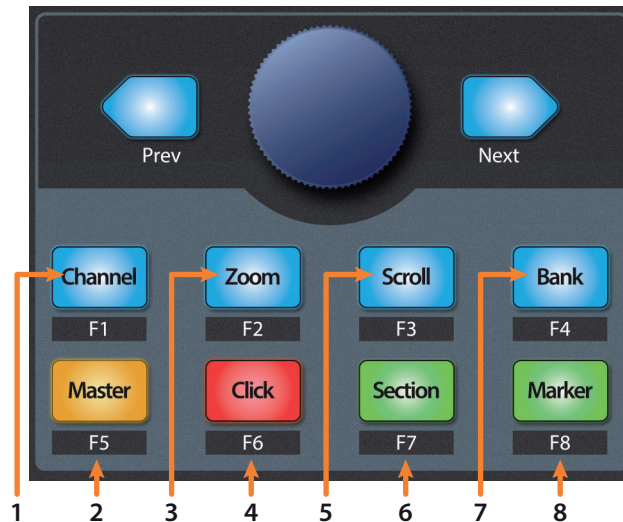 Prev Next
Channel Zoom Scroll Bank
F1 F2 F3 F4
Master Click Section Marker
F5 F6 F7 F8
1 2 3 4 5 6 7 8